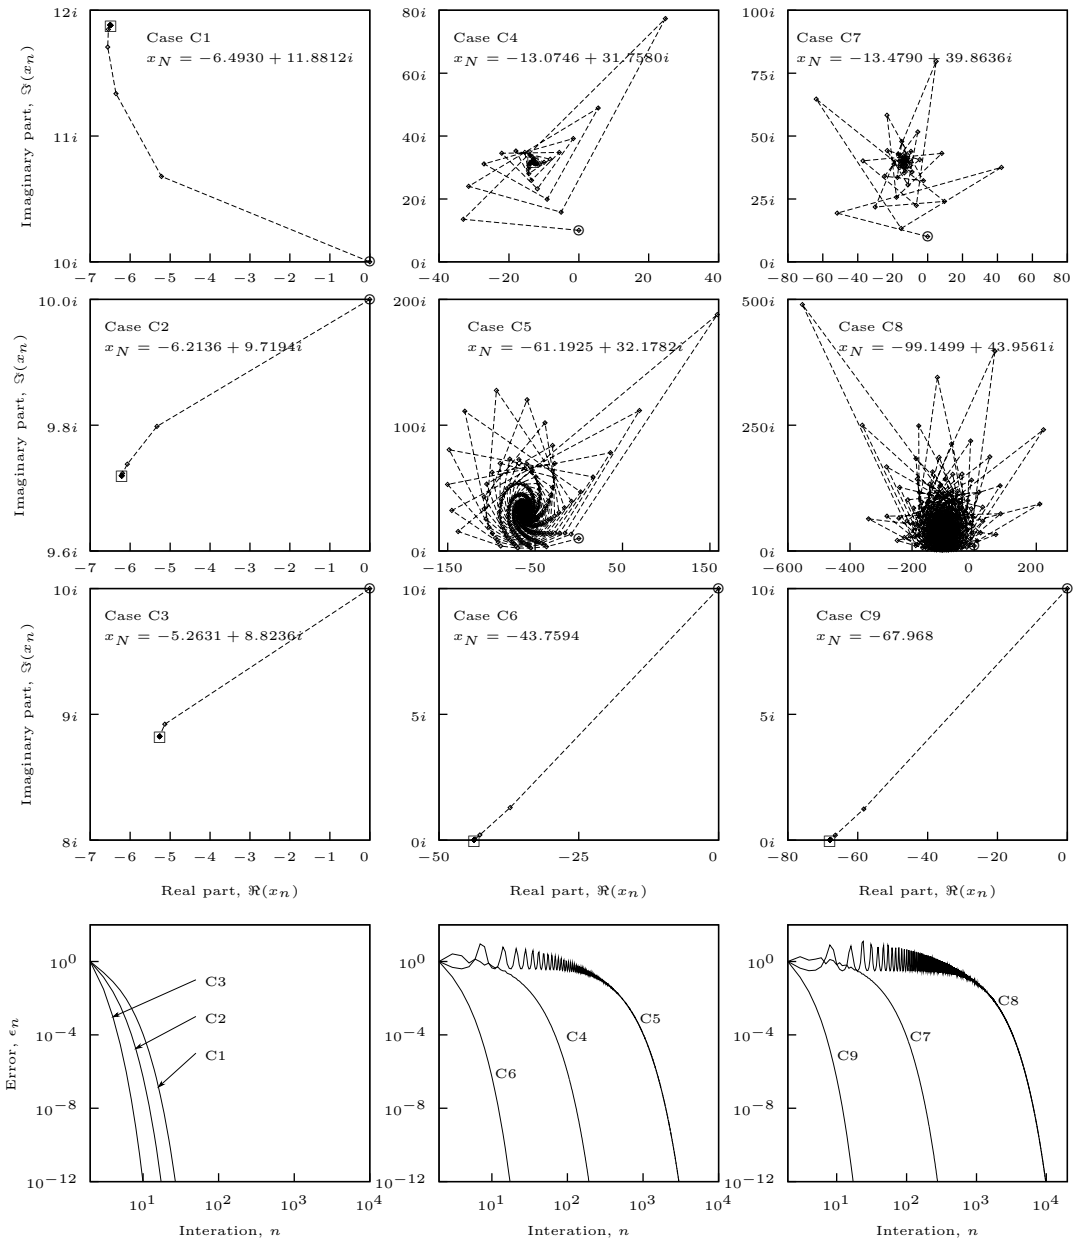 Imaginary part, ℑ(x_n)
12i
11i
10i
−7 −6 −5 −4 −3 −2 −1 0
Case C1
x_N = −6.4930 + 11.8812i
80i
60i
40i
20i
0i
−40 −20 0 20 40
Case C4
x_N = −13.0746 + 31.7580i
100i
75i
50i
25i
0i
−80 −60 −40 −20 0 20 40 60 80
Case C7
x_N = −13.4790 + 39.8636i
Imaginary part, ℑ(x_n)
10.0i
9.8i
9.6i
−7 −6 −5 −4 −3 −2 −1 0
Case C2
x_N = −6.2136 + 9.7194i
200i
100i
0i
−150 −50 50 150
Case C5
x_N = −61.1925 + 32.1782i
500i
250i
0i
−600 −400 −200 0 200
Case C8
x_N = −99.1499 + 43.9561i
Imaginary part, ℑ(x_n)
10i
9i
8i
−7 −6 −5 −4 −3 −2 −1 0
Case C3
x_N = −5.2631 + 8.8236i
Real part, ℜ(x_n)
10i
5i
0i
−50 −25 0
Case C6
x_N = −43.7594
Real part, ℜ(x_n)
10i
5i
0i
−80 −60 −40 −20 0
Case C9
x_N = −67.968
Real part, ℜ(x_n)
Error, ϵ_n
10^0
10^−4
10^−8
10^−12
10^1 10^2 10^3 10^4
C3
C2
C1
Interation, n
10^0
10^−4
10^−8
10^−12
10^1 10^2 10^3 10^4
C5
C4
C6
Interation, n
10^0
10^−4
10^−8
10^−12
10^1 10^2 10^3 10^4
C8
C7
C9
Interation, n